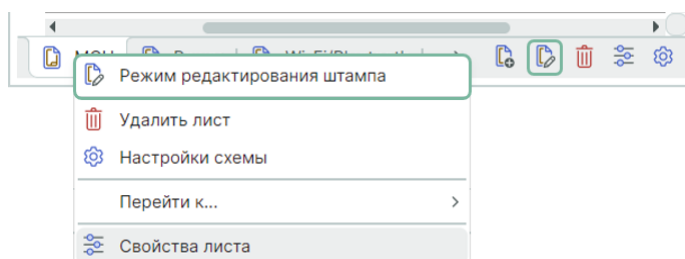 Режим редактирования штампа
Удалить лист
Настройки схемы
Перейти к...
Свойства листа